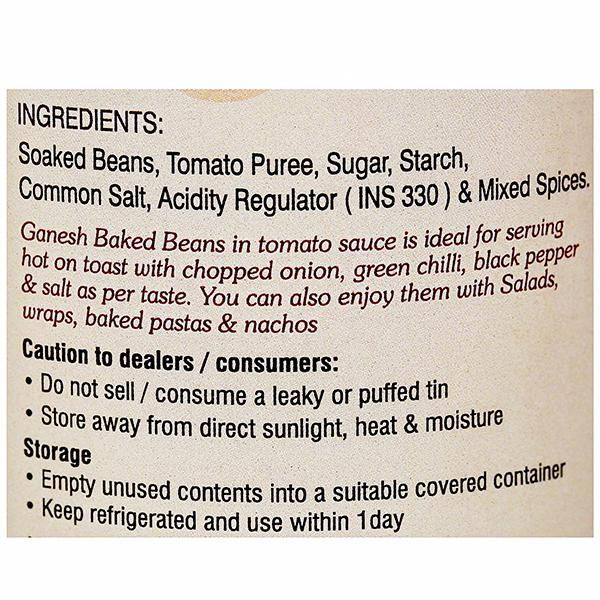 INGREDIENTS:
Soaked Beans, Tomato Puree, Sugar, Starch,
Common Salt, Acidity Regulator ( INS 330 ) & Mixed Spices.
Ganesh Baked Beans in tomato sauce is ideal for serving
hot on toast with chopped onion, green chilli, black pepper
& salt as per taste. You can also enjoy them with Salads,
wraps, baked pastas & nachos
Caution to dealers / consumers:
• Do not sell / consume a leaky or puffed tin
• Store away from direct sunlight, heat & moisture
Storage
• Empty unused contents into a suitable covered container
• Keep refrigerated and use within 1day